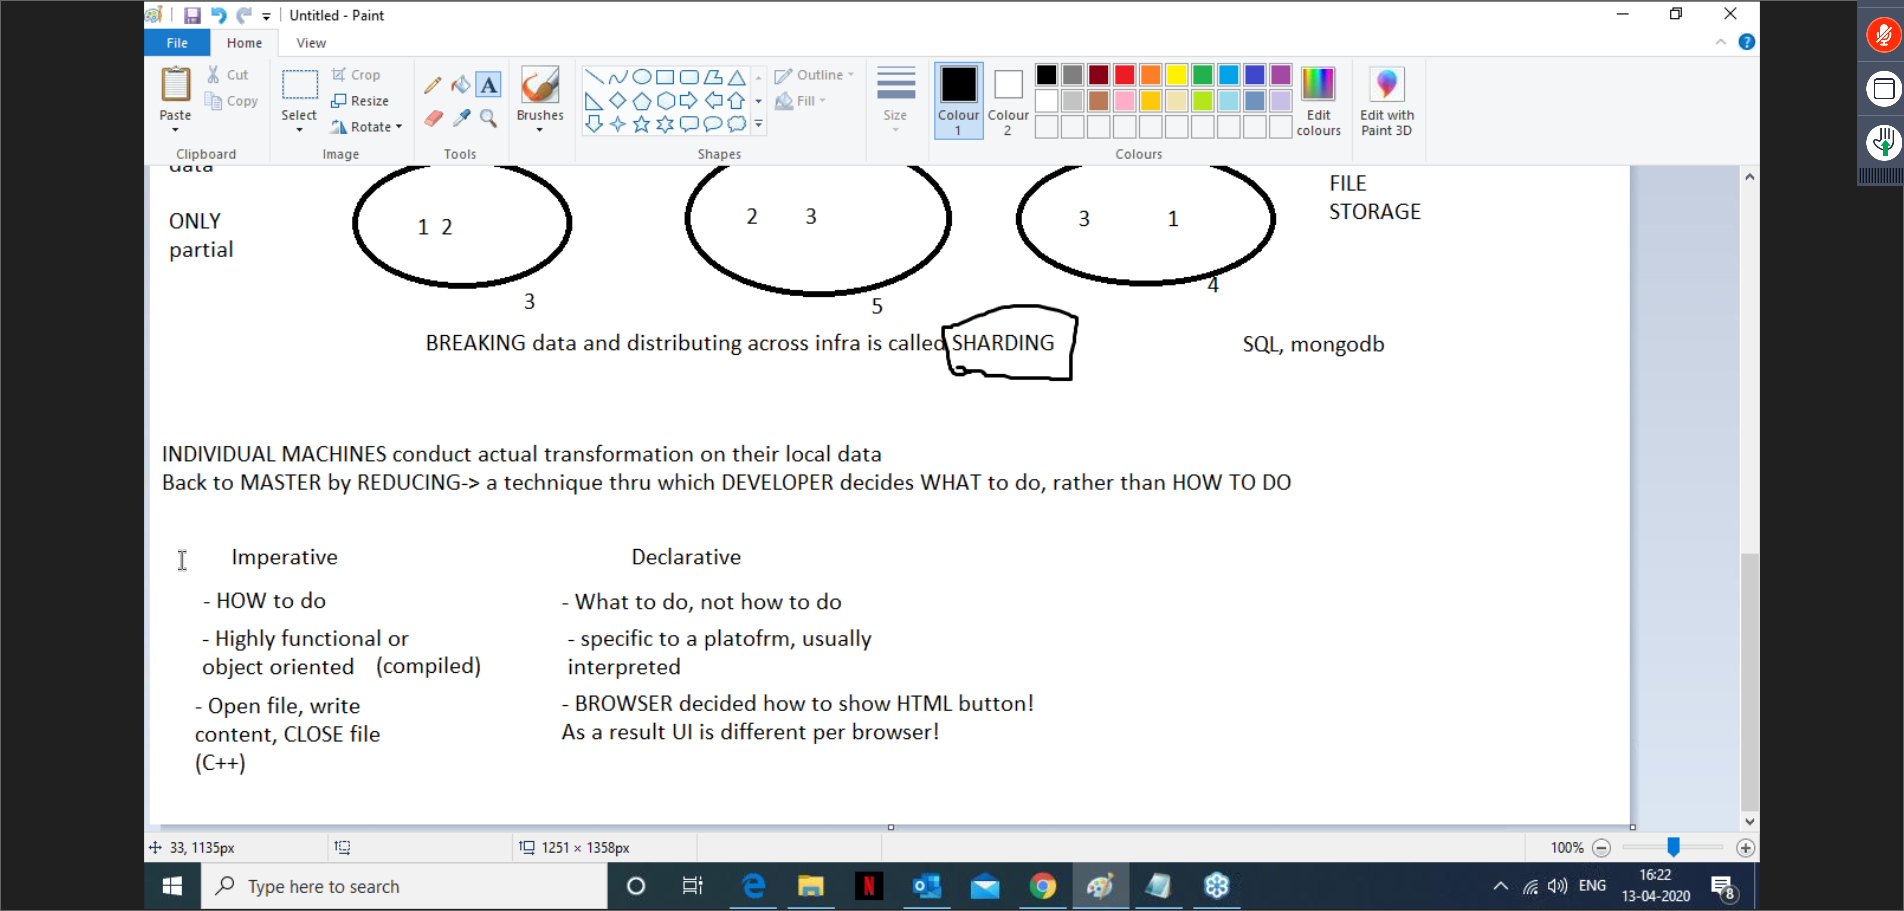 Untitled - Paint
File
Home
View
Paste
Cut
Copy
Clipboard
Select
Crop
Resize
Rotate
Image
Tools
Brushes
Shapes
Outline
Fill
Size
Colour 1
Colour 2
Colours
Edit colours
Edit with Paint 3D
data
ONLY
partial
1 2
3
2 3
5
3 1
4
FILE
STORAGE
BREAKING data and distributing across infra is called SHARDING
SQL, mongodb
INDIVIDUAL MACHINES conduct actual transformation on their local data
Back to MASTER by REDUCING-> a technique thru which DEVELOPER decides WHAT to do, rather than HOW TO DO
Imperative
- HOW to do
- Highly functional or
object oriented (compiled)
- Open file, write
content, CLOSE file
(C++)
Declarative
- What to do, not how to do
- specific to a platofrm, usually
interpreted
- BROWSER decided how to show HTML button!
As a result UI is different per browser!
33, 1135px
1251 × 1358px
100%
Type here to search
ENG
16:22
13-04-2020
8